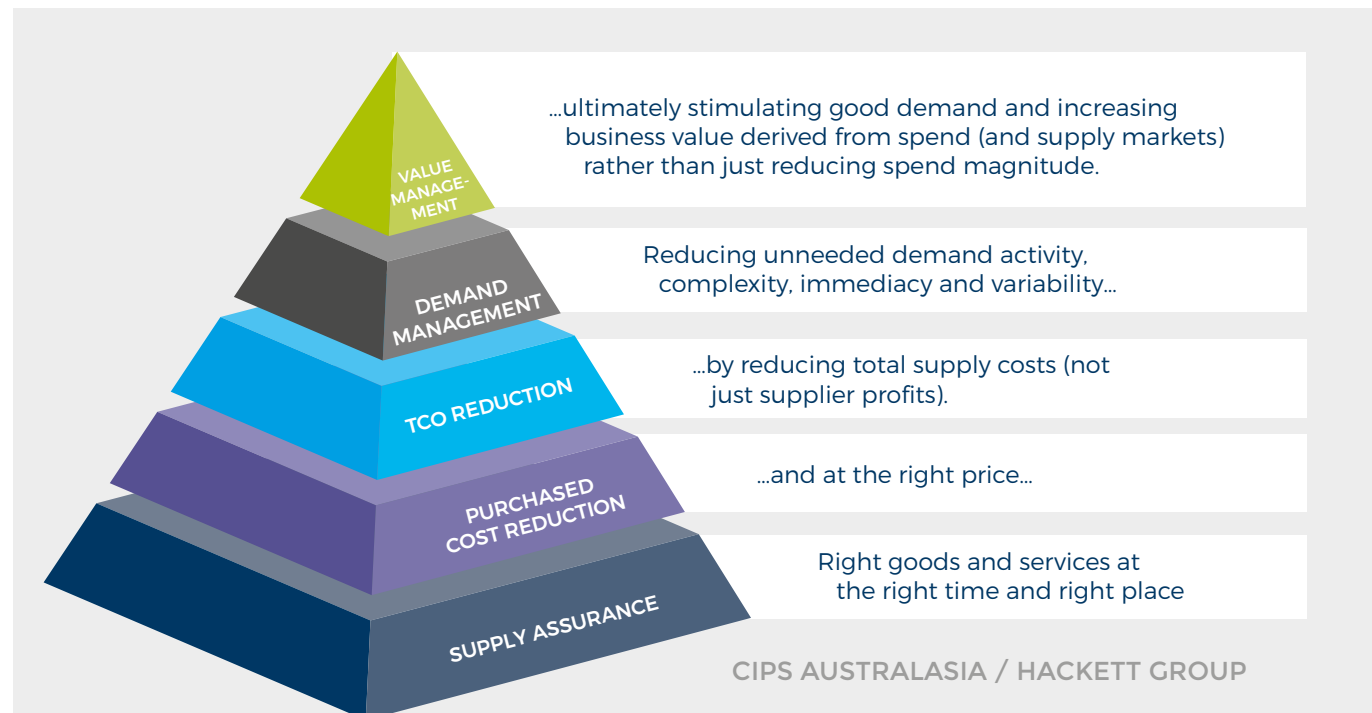 ...ultimately stimulating good demand and increasing
business value derived from spend (and supply markets)
rather than just reducing spend magnitude.
VALUE
MANAGE-
MENT
Reducing unneeded demand activity,
complexity, immediacy and variability...
DEMAND
MANAGEMENT
...by reducing total supply costs (not
just supplier profits).
TCO REDUCTION
...and at the right price...
PURCHASED
COST REDUCTION
Right goods and services at
the right time and right place
SUPPLY ASSURANCE
CIPS AUSTRALASIA / HACKETT GROUP